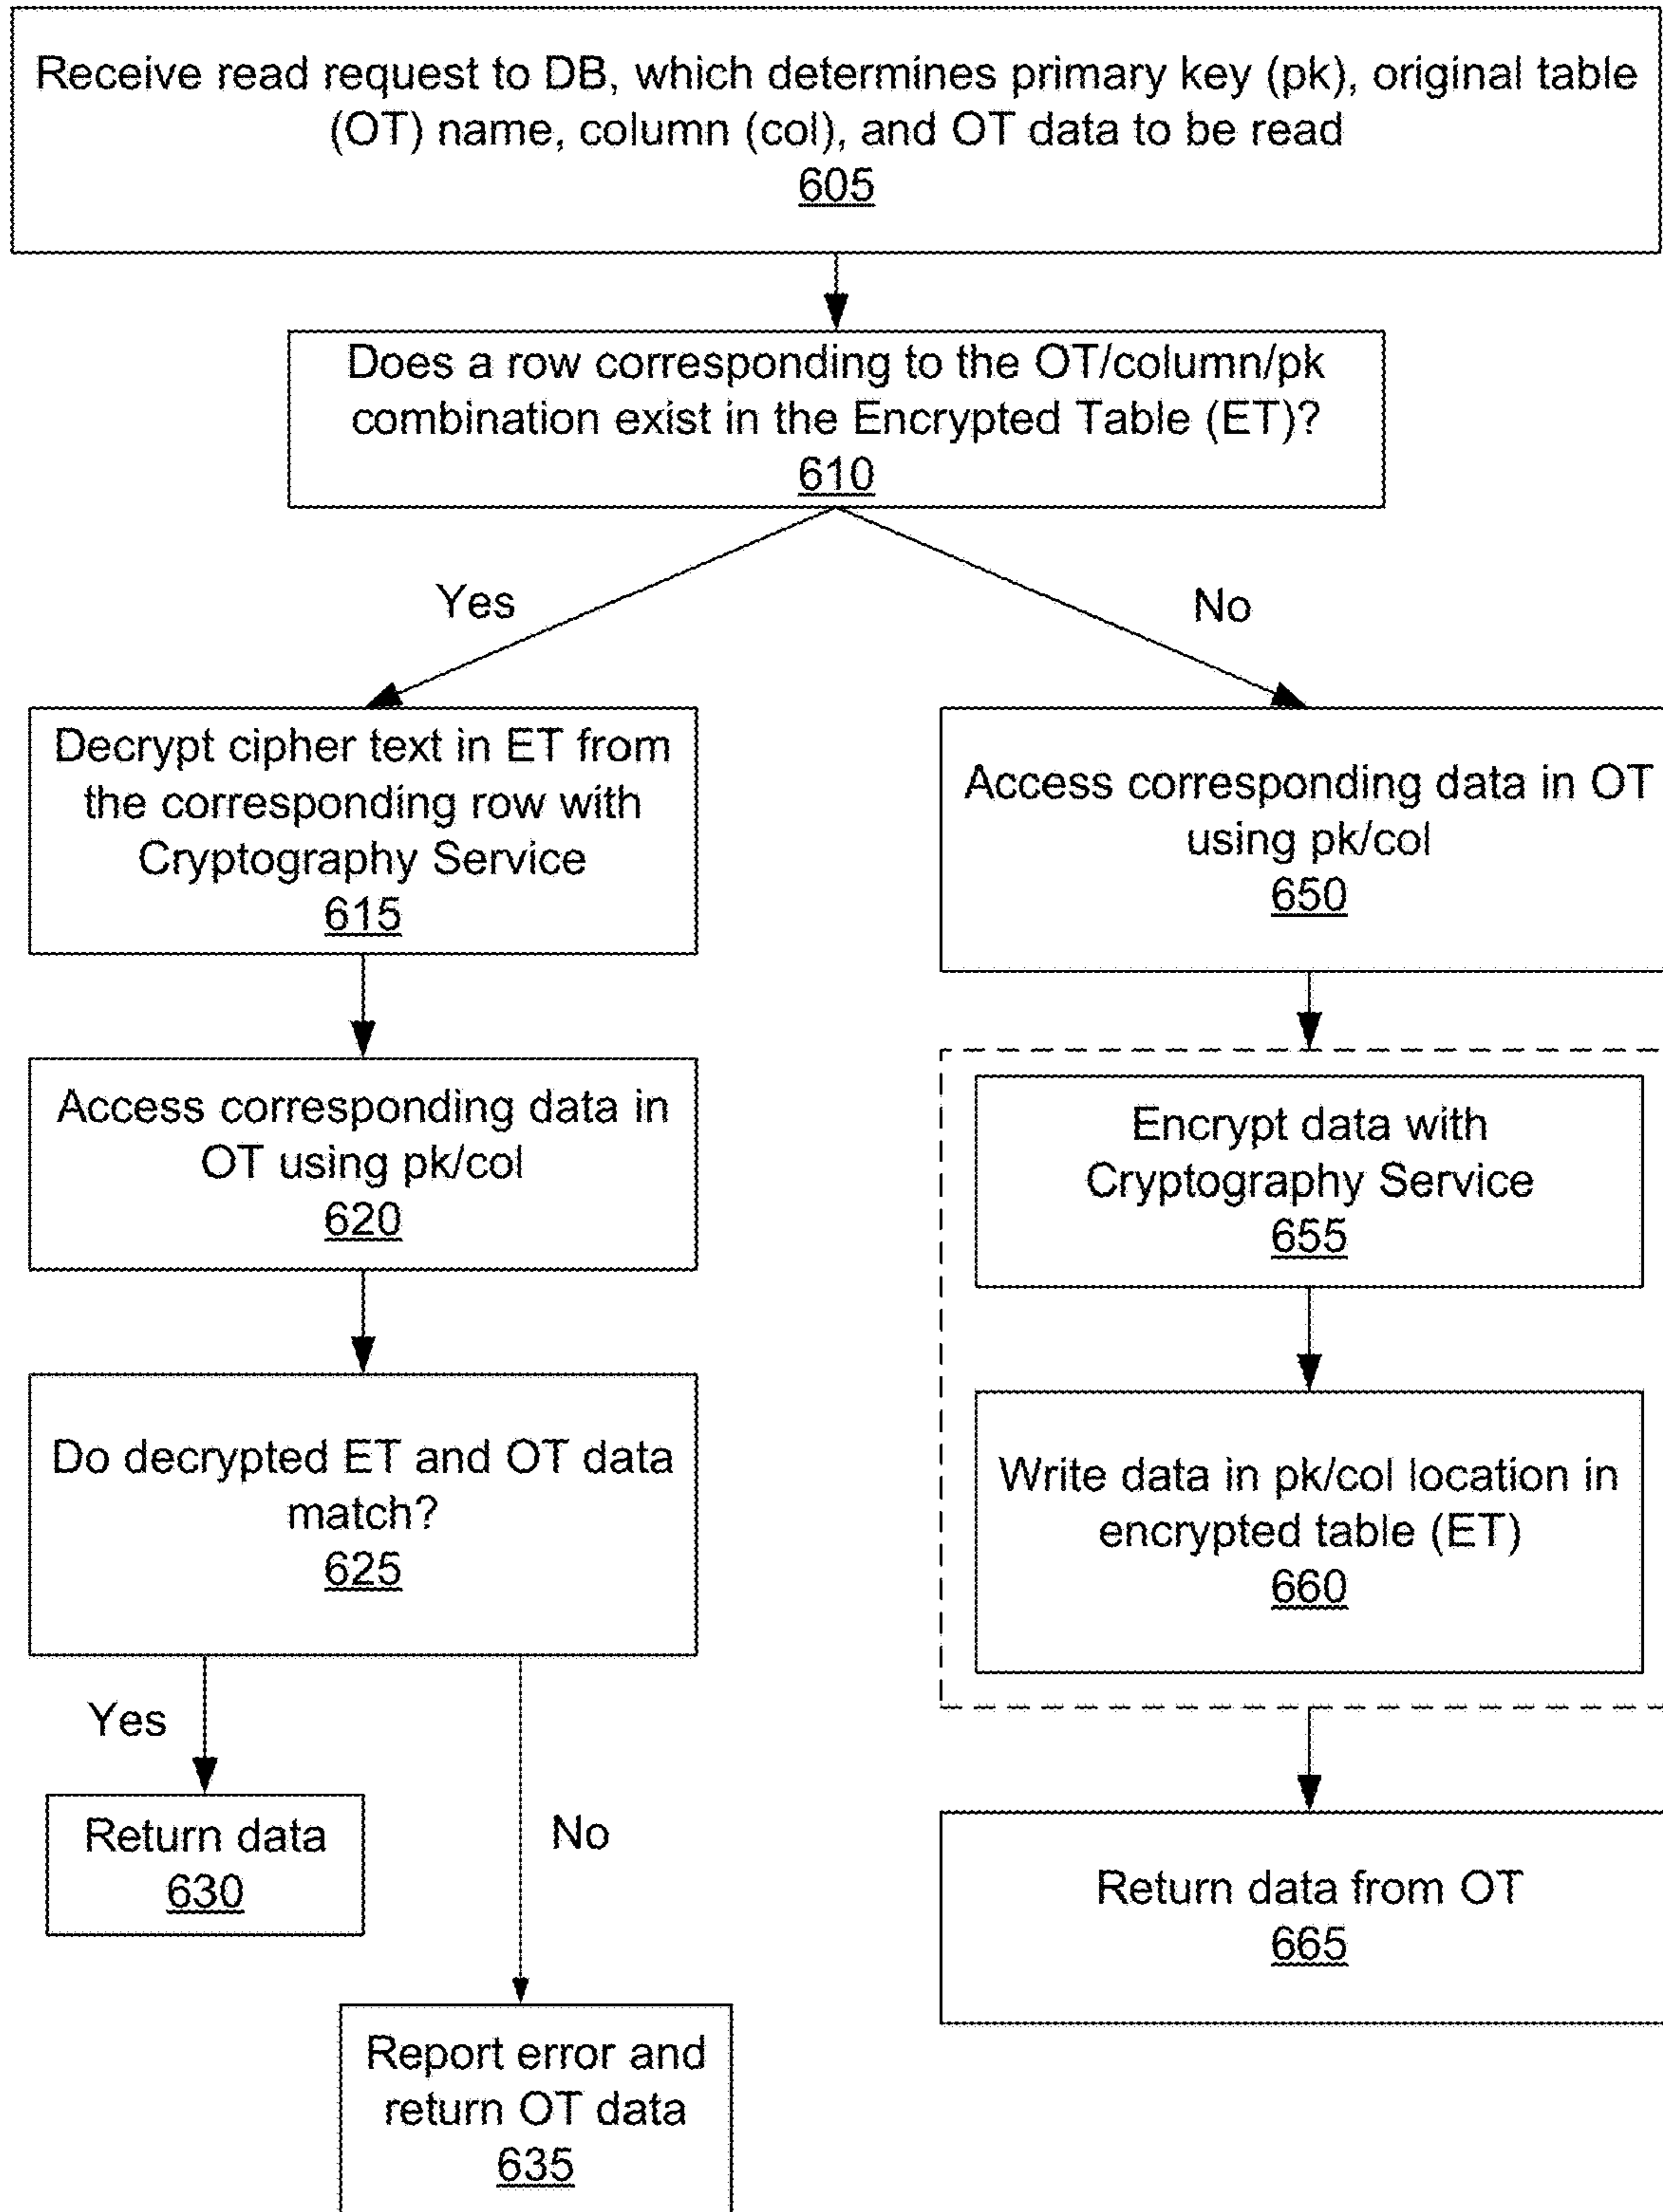 Receive read request to DB, which determines primary key (pk), original table
(OT) name, column (col), and OT data to be read
605
Does a row corresponding to the OT/column/pk
combination exist in the Encrypted Table (ET)?
610
Yes
No
Decrypt cipher text in ET from
the corresponding row with
Cryptography Service
615
Access corresponding data in
OT using pk/col
620
Do decrypted ET and OT data
match?
625
Yes
No
Return data
630
Report error and
return OT data
635
Access corresponding data in OT
using pk/col
650
Encrypt data with
Cryptography Service
655
Write data in pk/col location in
encrypted table (ET)
660
Return data from OT
665